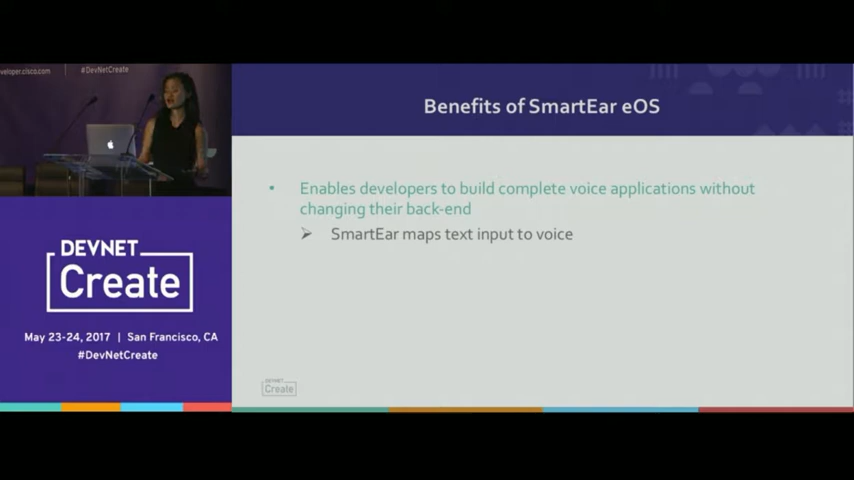 veloper.cisco.com | #DevNetCreate
Benefits of SmartEar eOS
• Enables developers to build complete voice applications without
changing their back-end
➢ SmartEar maps text input to voice
DEVNET
Create
May 23-24, 2017 | San Francisco, CA
#DevNetCreate
DEVNET
Create